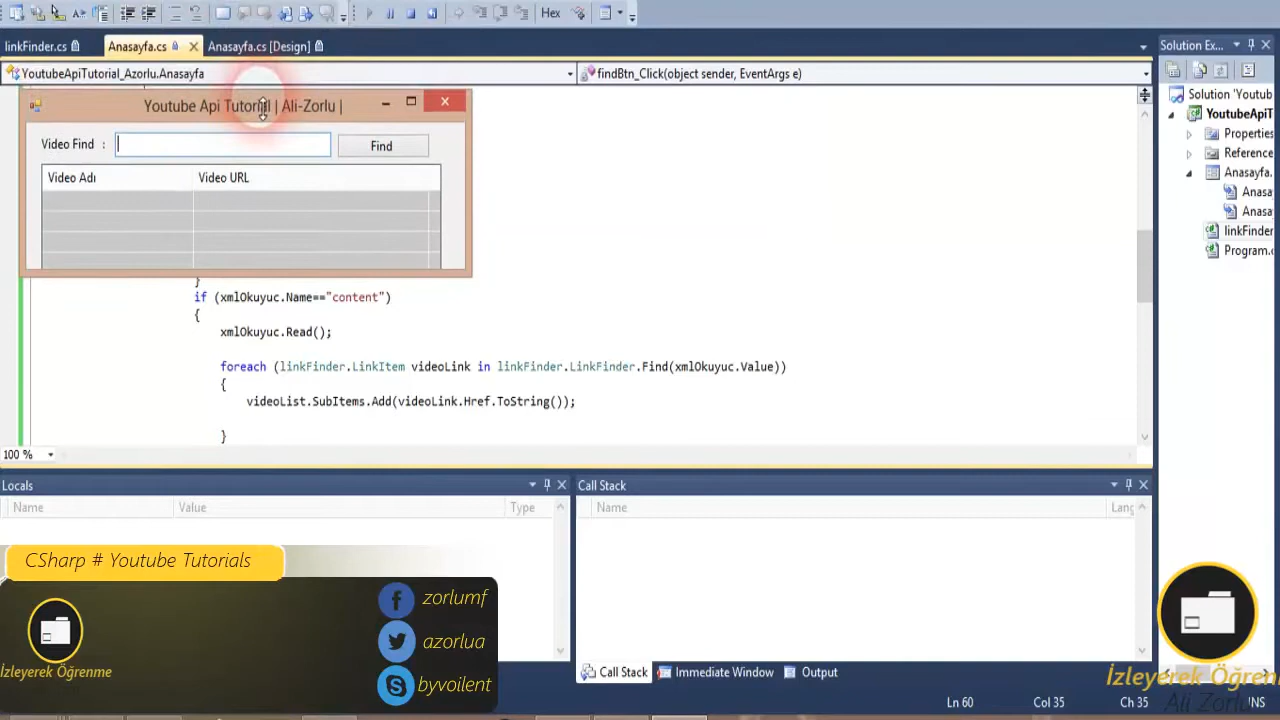 Hex
linkFinder.cs
Anasayfa.cs
Anasayfa.cs [Design]
Solution Ex...
YoutubeApiTutorial_Azorlu.Anasayfa
findBtn_Click(object sender, EventArgs e)
Solution 'Youtub
YoutubeApiT
Properties
Reference
Anasayfa.
Anasa
Anasa
linkFinder
Program.c
Youtube Api Tutorial | Ali-Zorlu |
Video Find :
Find
Video Adı
Video URL
}
if (xmlOkuyuc.Name=="content")
{
xmlOkuyuc.Read();
foreach (linkFinder.LinkItem videoLink in linkFinder.LinkFinder.Find(xmlOkuyuc.Value))
{
videoList.SubItems.Add(videoLink.Href.ToString());
}
100 %
Locals
Name
Value
Type
Call Stack
Name
Lang
CSharp # Youtube Tutorials
zorlumf
azorlua
byvoilent
İzleyerek Öğrenme
Call Stack
Immediate Window
Output
İzleyerek Öğren
Ali Zorlu
Ln 60
Col 35
Ch 35
INS